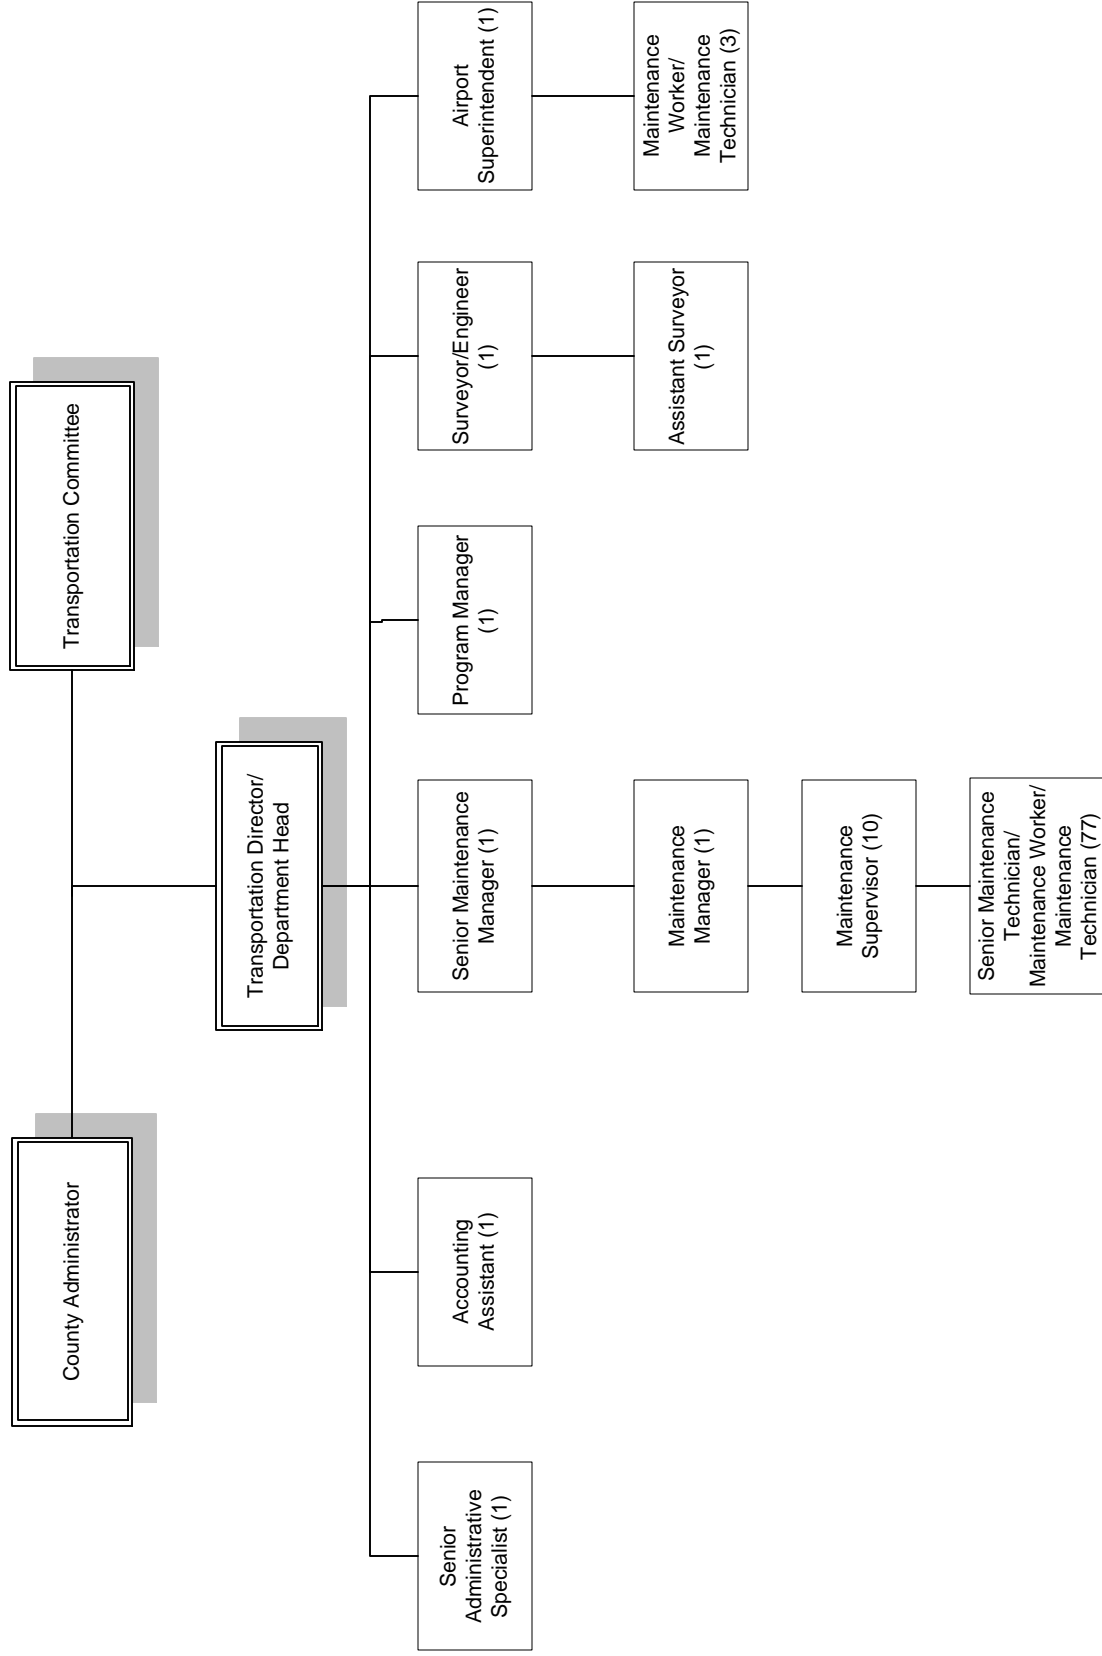 County Administrator
Transportation Committee
Transportation Director/
Department Head
Senior
Administrative
Specialist (1)
Accounting
Assistant (1)
Senior Maintenance
Manager (1)
Program Manager
(1)
Surveyor/Engineer
(1)
Airport
Superintendent (1)
Maintenance
Manager (1)
Assistant Surveyor
(1)
Maintenance
Worker/
Maintenance
Technician (3)
Maintenance
Supervisor (10)
Senior Maintenance
Technician/
Maintenance Worker/
Maintenance
Technician (77)